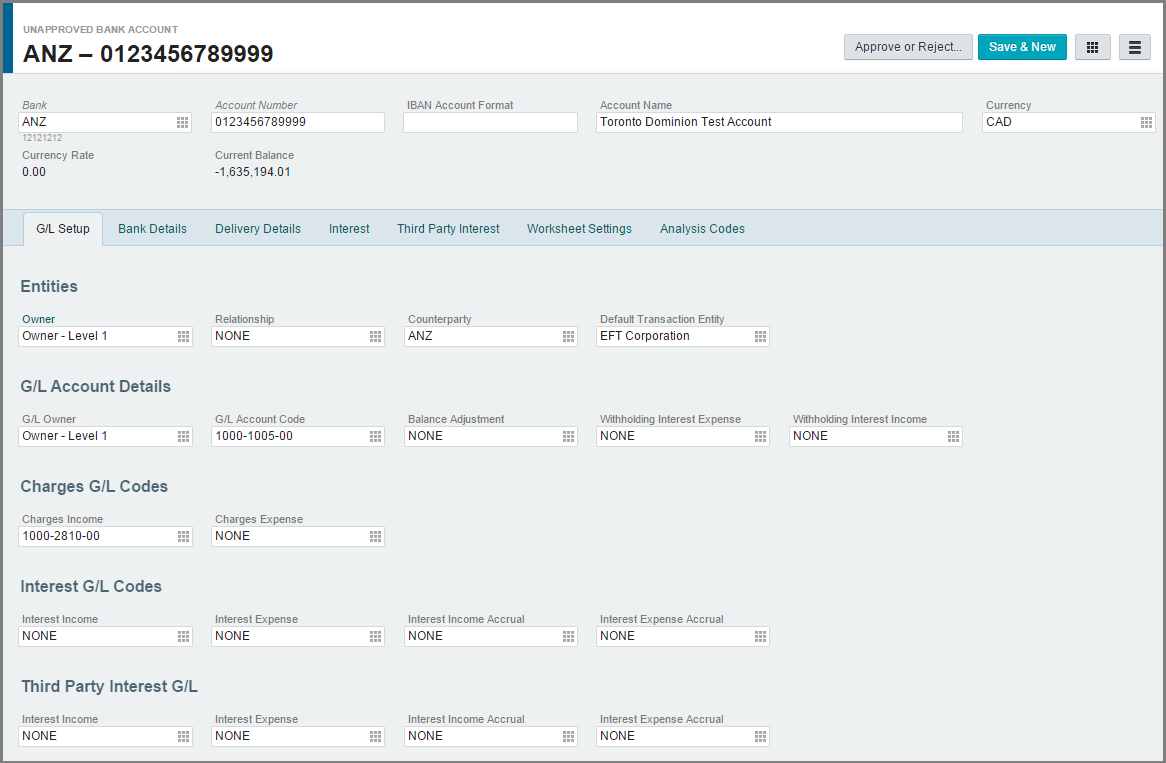 UNAPPROVED BANK ACCOUNT
ANZ – 0123456789999
Approve or Reject... Save & New
Bank Account Number IBAN Account Format Account Name Currency
ANZ 0123456789999 Toronto Dominion Test Account CAD
12121212
Currency Rate Current Balance
0.00 -1,635,194.01
G/L Setup Bank Details Delivery Details Interest Third Party Interest Worksheet Settings Analysis Codes
Entities
Owner Relationship Counterparty Default Transaction Entity
Owner - Level 1 NONE ANZ EFT Corporation
G/L Account Details
G/L Owner G/L Account Code Balance Adjustment Withholding Interest Expense Withholding Interest Income
Owner - Level 1 1000-1005-00 NONE NONE NONE
Charges G/L Codes
Charges Income Charges Expense
1000-2810-00 NONE
Interest G/L Codes
Interest Income Interest Expense Interest Income Accrual Interest Expense Accrual
NONE NONE NONE NONE
Third Party Interest G/L
Interest Income Interest Expense Interest Income Accrual Interest Expense Accrual
NONE NONE NONE NONE